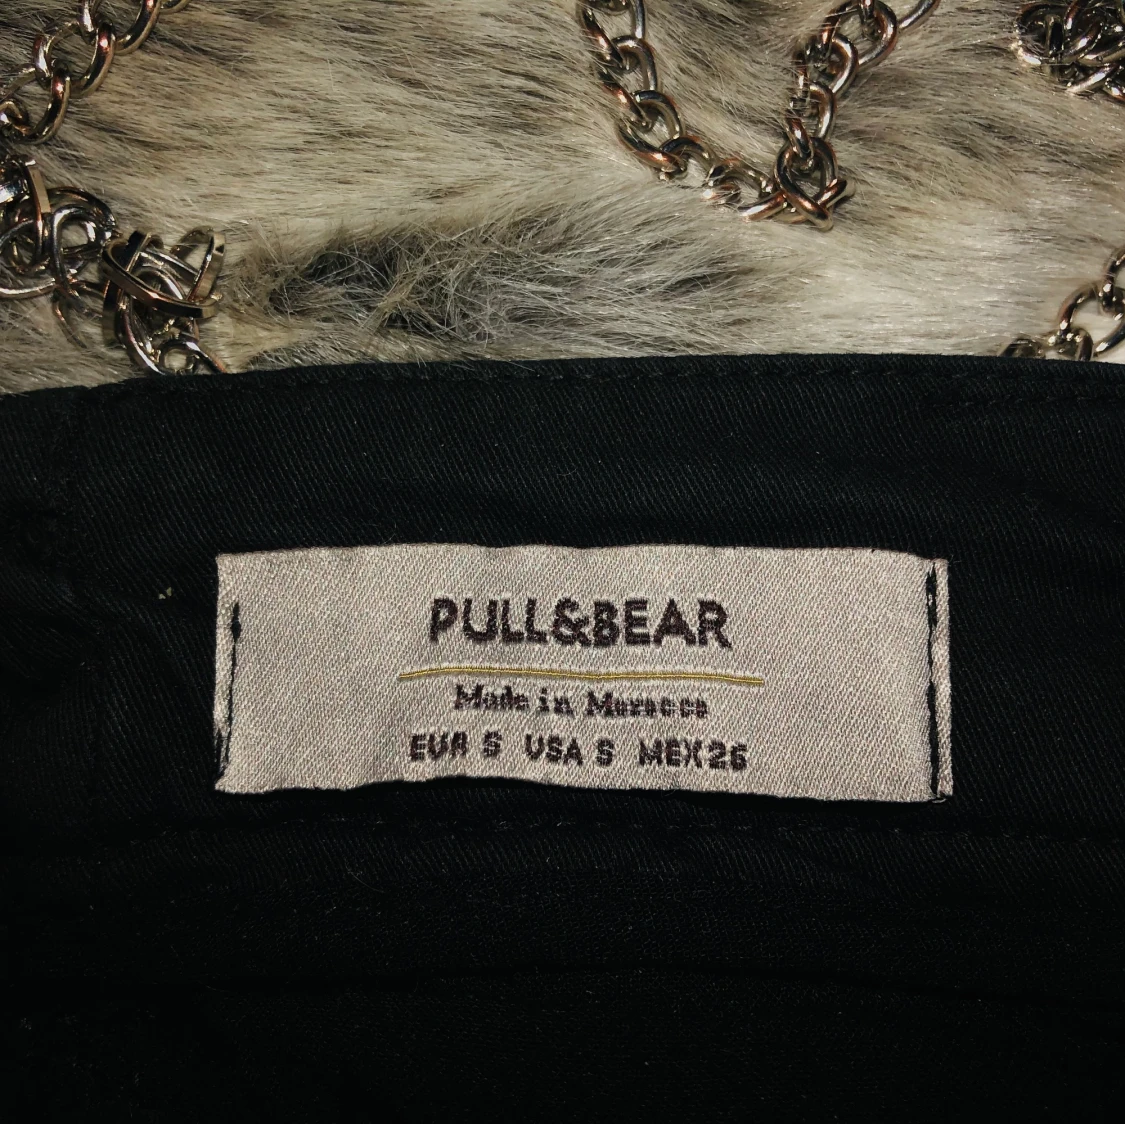 PULL&BEAR
Made in Morocco
EUR S USA S MEX 26